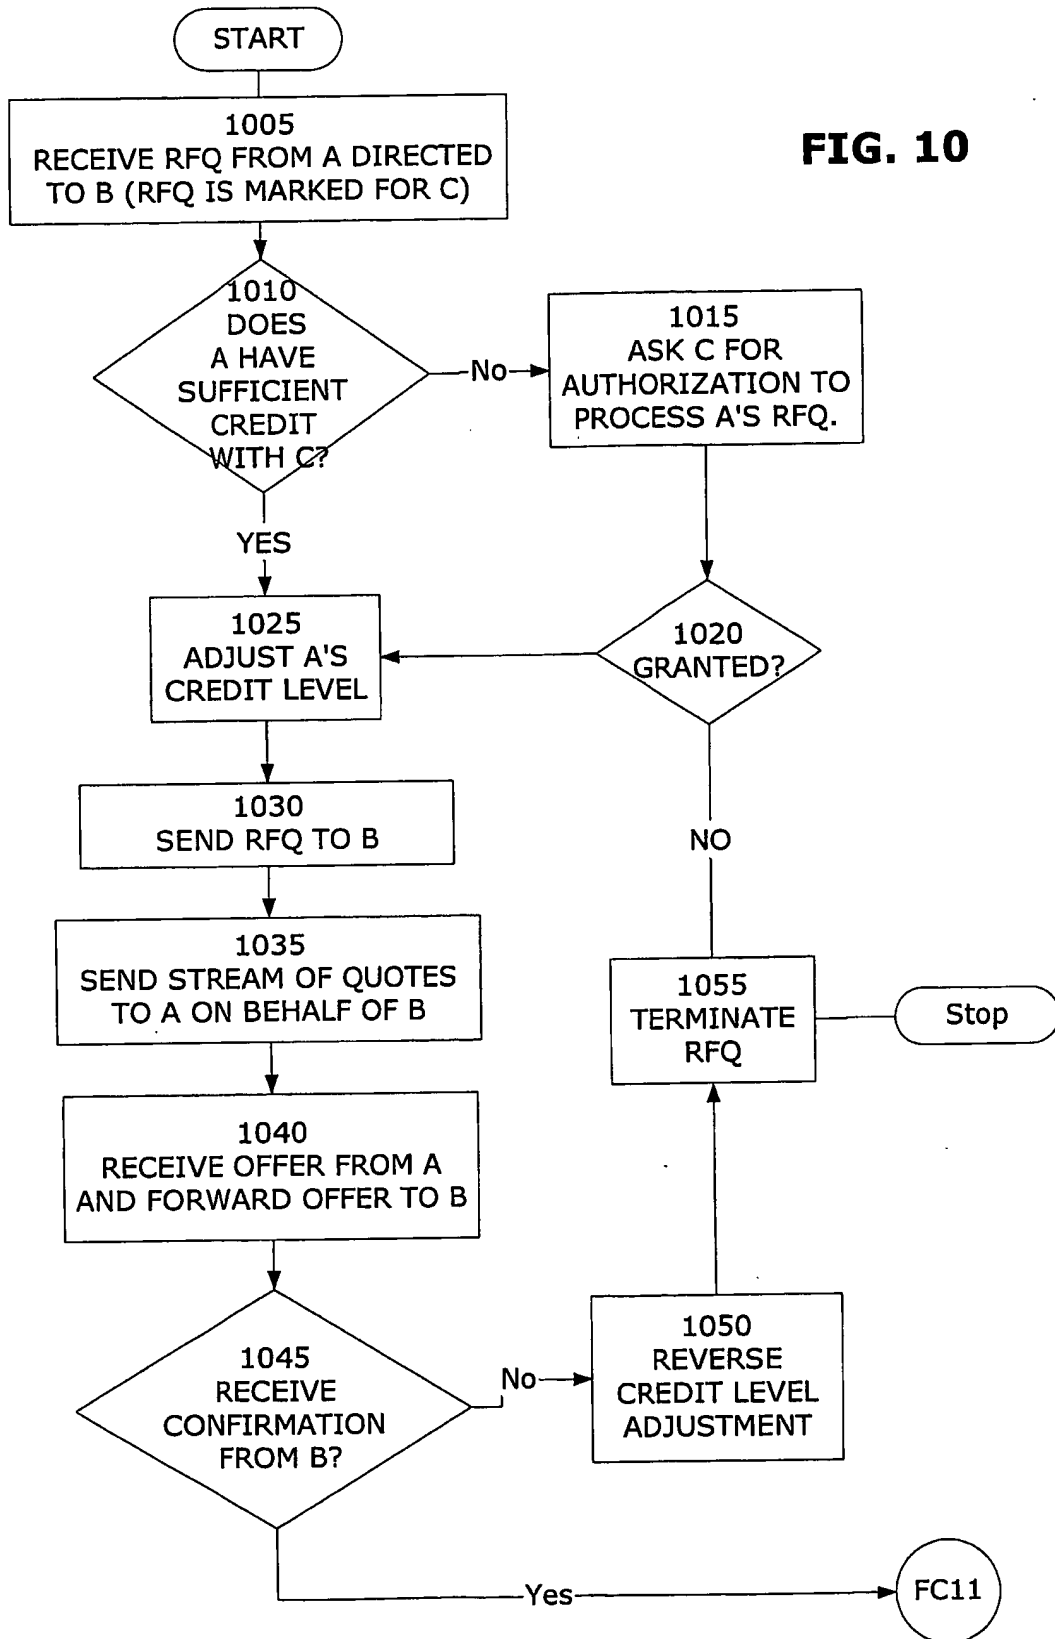 START
FIG. 10
1005
RECEIVE RFQ FROM A DIRECTED
TO B (RFQ IS MARKED FOR C)
1010
DOES
A HAVE
SUFFICIENT
CREDIT
WITH C?
No
1015
ASK C FOR
AUTHORIZATION TO
PROCESS A'S RFQ.
YES
1020
GRANTED?
1025
ADJUST A'S
CREDIT LEVEL
1030
SEND RFQ TO B
NO
1035
SEND STREAM OF QUOTES
TO A ON BEHALF OF B
1055
TERMINATE
RFQ
Stop
1040
RECEIVE OFFER FROM A
AND FORWARD OFFER TO B
1045
RECEIVE
CONFIRMATION
FROM B?
No
1050
REVERSE
CREDIT LEVEL
ADJUSTMENT
Yes
FC11